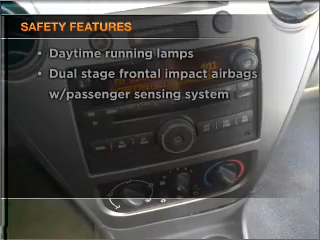 SAFETY FEATURES
• Daytime running lamps
• Dual stage frontal impact airbags
w/passenger sensing system